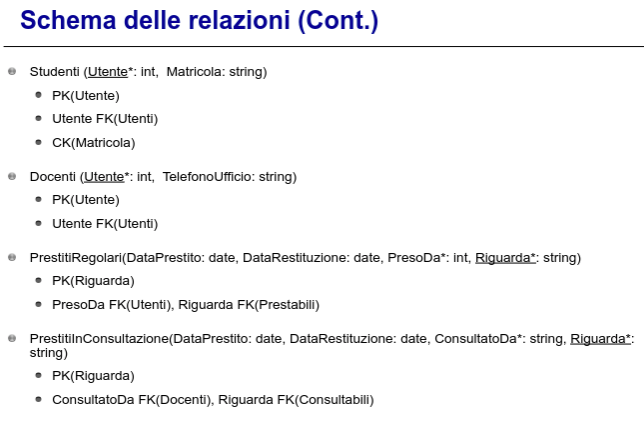 Schema delle relazioni (Cont.)
Studenti (Utente*: int, Matricola: string)
PK(Utente)
Utente FK(Utenti)
CK(Matricola)
Docenti (Utente*: int, TelefonoUfficio: string)
PK(Utente)
Utente FK(Utenti)
PrestitiRegolari(DataPrestito: date, DataRestituzione: date, PresoDa*: int, Riguarda*: string)
PK(Riguarda)
PresoDa FK(Utenti), Riguarda FK(Prestabili)
PrestitiInConsultazione(DataPrestito: date, DataRestituzione: date, ConsultatoDa*: string, Riguarda*:
string)
PK(Riguarda)
ConsultatoDa FK(Docenti), Riguarda FK(Consultabili)